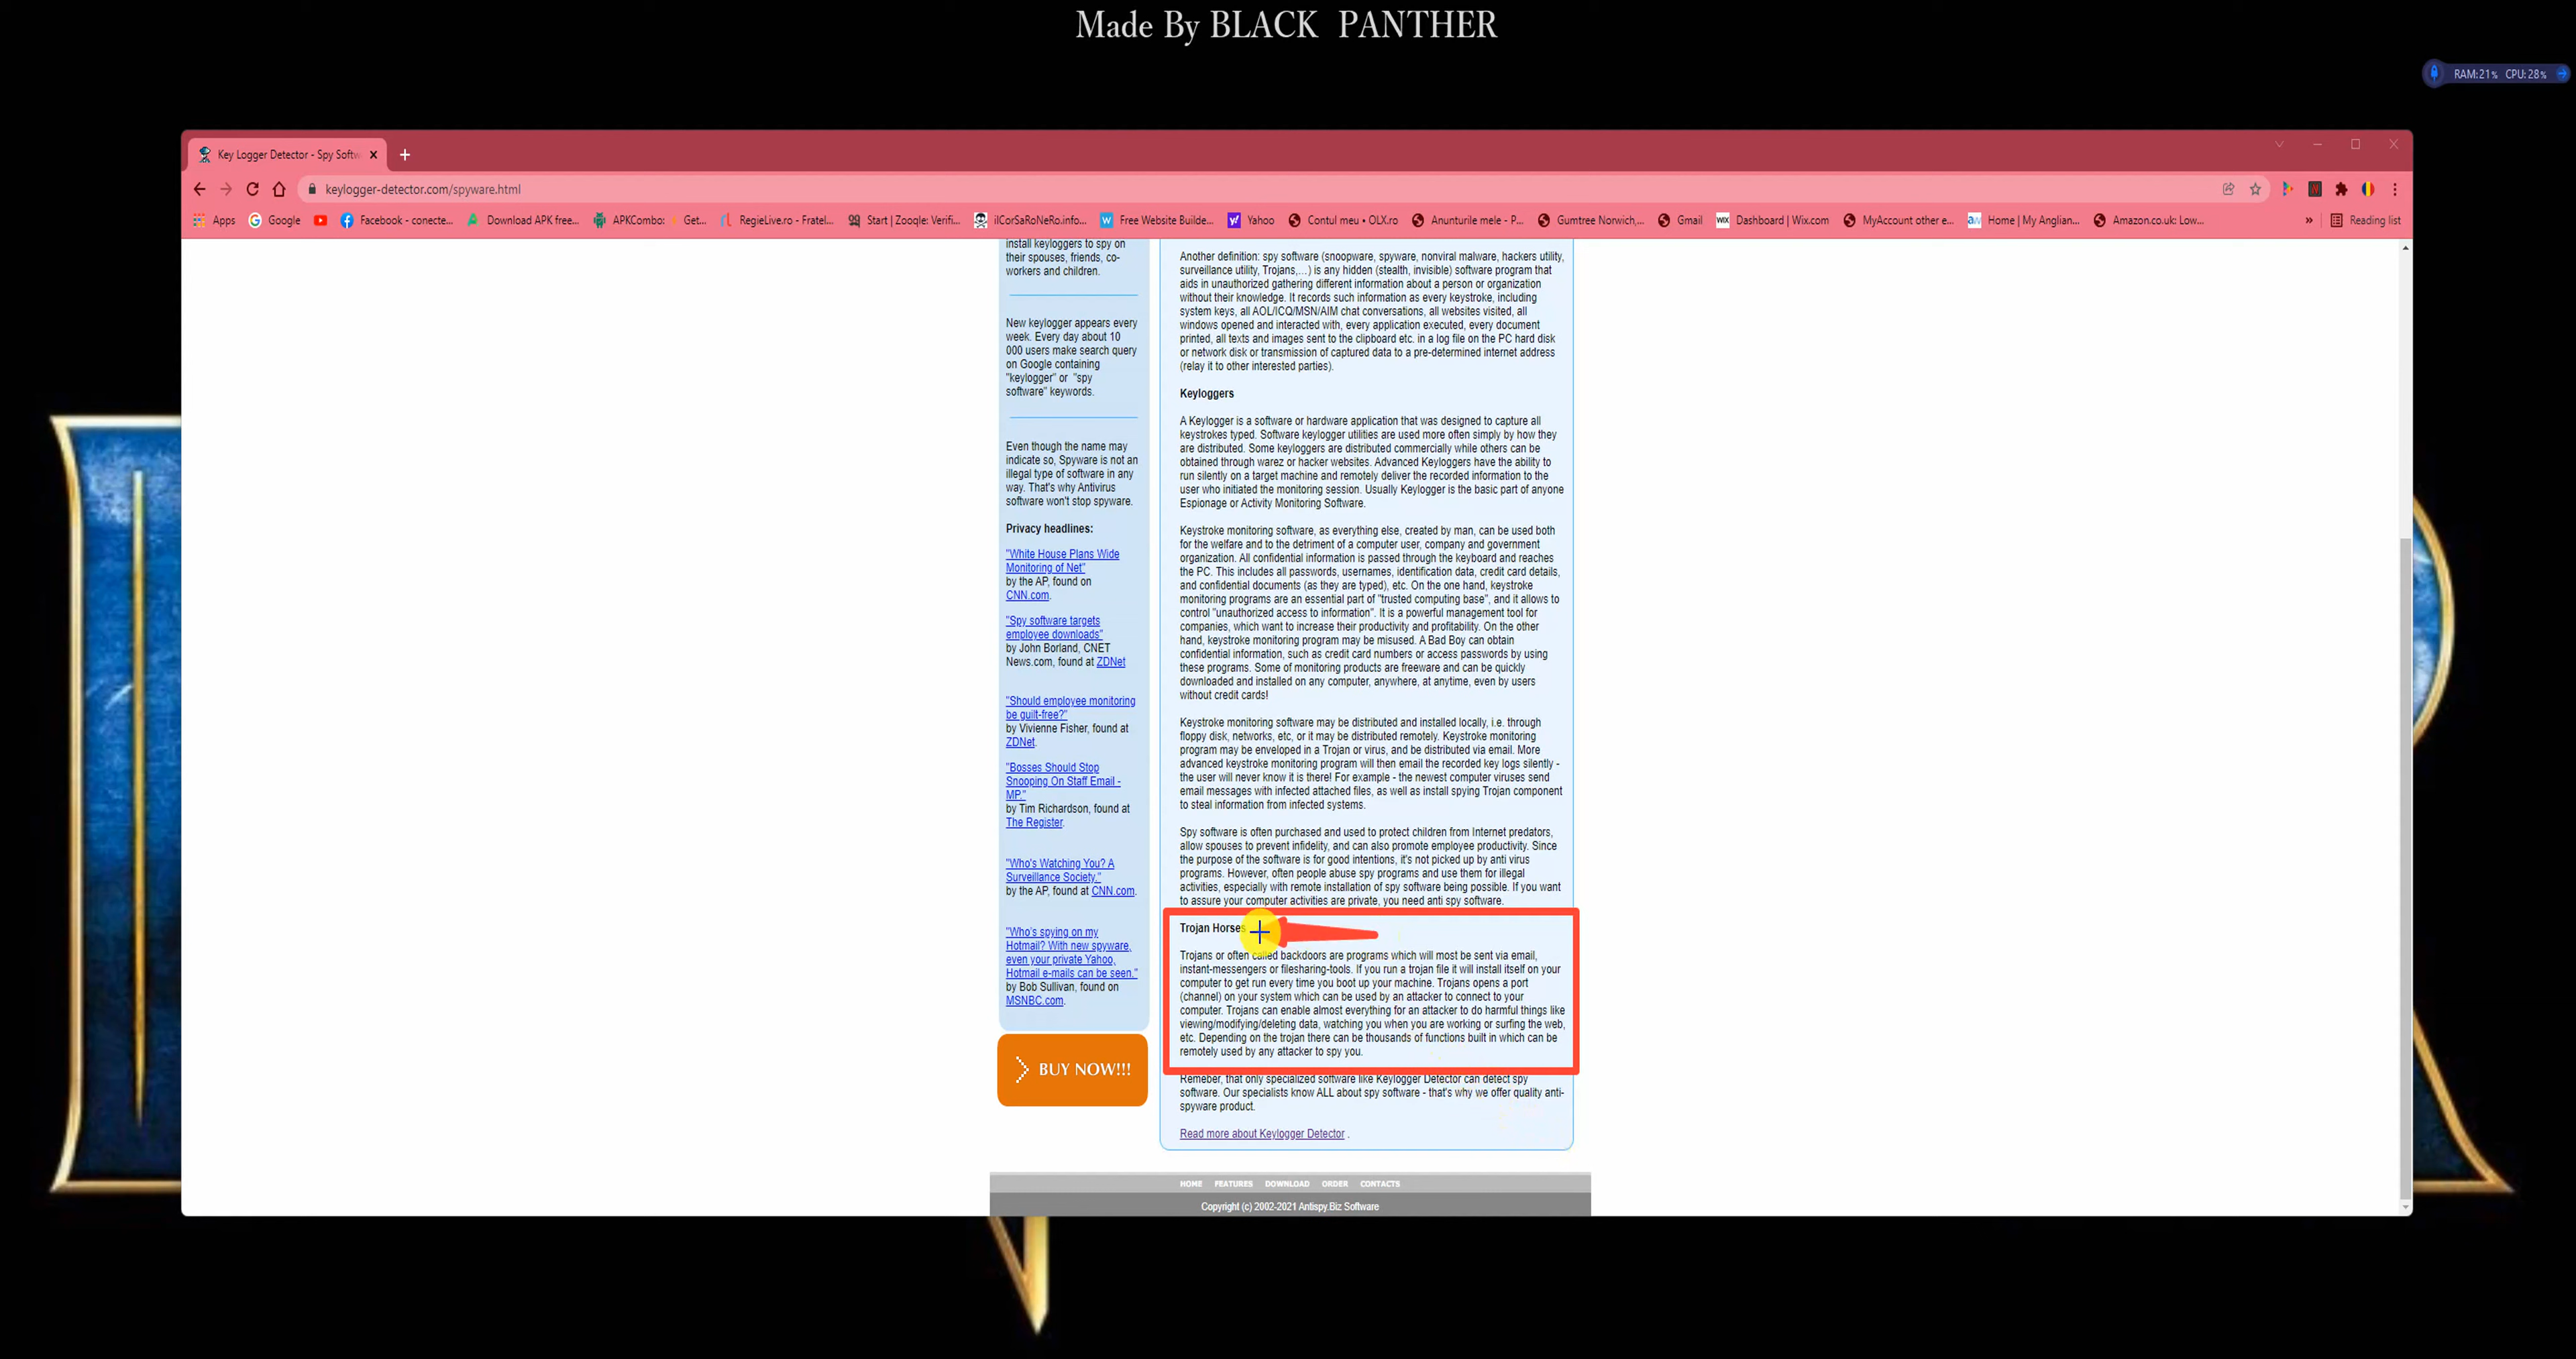 Made By BLACK PANTHER
RAM:21% CPU:28%
Key Logger Detector - Spy Softw
keylogger-detector.com/spyware.html
Apps Google Facebook - conecte... Download APK free... APKCombo: Get... RegieLive.ro - Fratel... Start | Zooqle: Verifi... ilCorSaRoNeRo.info... Free Website Builde... Yahoo Contul meu • OLX.ro Anunturile mele - P... Gumtree Norwich,... Gmail Dashboard | Wix.com MyAccount other e... Home | My Anglian... Amazon.co.uk: Low... » Reading list
install keyloggers to spy on
their spouses, friends, co-
workers and children.
New keylogger appears every
week. Every day about 10
000 users make search query
on Google containing
"keylogger" or "spy
software" keywords.
Even though the name may
indicate so, Spyware is not an
illegal type of software in any
way. That's why Antivirus
software won't stop spyware.
Privacy headlines:
"White House Plans Wide
Monitoring of Net"
by the AP, found on
CNN.com.
"Spy software targets
employee downloads"
by John Borland, CNET
News.com, found at ZDNet
"Should employee monitoring
be guilt-free?"
by Vivienne Fisher, found at
ZDNet.
"Bosses Should Stop
Snooping On Staff Email -
MP."
by Tim Richardson, found at
The Register.
"Who's Watching You? A
Surveillance Society."
by the AP, found at CNN.com.
"Who's spying on my
Hotmail? With new spyware,
even your private Yahoo,
Hotmail e-mails can be seen."
by Bob Sullivan, found on
MSNBC.com.
BUY NOW!!!
Another definition: spy software (snoopware, spyware, nonviral malware, hackers utility,
surveillance utility, Trojans,...) is any hidden (stealth, invisible) software program that
aids in unauthorized gathering different information about a person or organization
without their knowledge. It records such information as every keystroke, including
system keys, all AOL/ICQ/MSN/AIM chat conversations, all websites visited, all
windows opened and interacted with, every application executed, every document
printed, all texts and images sent to the clipboard etc. in a log file on the PC hard disk
or network disk or transmission of captured data to a pre-determined internet address
(relay it to other interested parties).
Keyloggers
A Keylogger is a software or hardware application that was designed to capture all
keystrokes typed. Software keylogger utilities are used more often simply by how they
are distributed. Some keyloggers are distributed commercially while others can be
obtained through warez or hacker websites. Advanced Keyloggers have the ability to
run silently on a target machine and remotely deliver the recorded information to the
user who initiated the monitoring session. Usually Keylogger is the basic part of anyone
Espionage or Activity Monitoring Software.
Keystroke monitoring software, as everything else, created by man, can be used both
for the welfare and to the detriment of a computer user, company and government
organization. All confidential information is passed through the keyboard and reaches
the PC. This includes all passwords, usernames, identification data, credit card details,
and confidential documents (as they are typed), etc. On the one hand, keystroke
monitoring programs are an essential part of "trusted computing base", and it allows to
control "unauthorized access to information". It is a powerful management tool for
companies, which want to increase their productivity and profitability. On the other
hand, keystroke monitoring program may be misused. A Bad Boy can obtain
confidential information, such as credit card numbers or access passwords by using
these programs. Some of monitoring products are freeware and can be quickly
downloaded and installed on any computer, anywhere, at anytime, even by users
without credit cards!
Keystroke monitoring software may be distributed and installed locally, i.e. through
floppy disk, networks, etc, or it may be distributed remotely. Keystroke monitoring
program may be enveloped in a Trojan or virus, and be distributed via email. More
advanced keystroke monitoring program will then email the recorded key logs silently -
the user will never know it is there! For example - the newest computer viruses send
email messages with infected attached files, as well as install spying Trojan component
to steal information from infected systems.
Spy software is often purchased and used to protect children from Internet predators,
allow spouses to prevent infidelity, and can also promote employee productivity. Since
the purpose of the software is for good intentions, it's not picked up by anti virus
programs. However, often people abuse spy programs and use them for illegal
activities, especially with remote installation of spy software being possible. If you want
to assure your computer activities are private, you need anti spy software.
Trojan Horses
Trojans or often called backdoors are programs which will most be sent via email,
instant-messengers or filesharing-tools. If you run a trojan file it will install itself on your
computer to get run every time you boot up your machine. Trojans opens a port
(channel) on your system which can be used by an attacker to connect to your
computer. Trojans can enable almost everything for an attacker to do harmful things like
viewing/modifying/deleting data, watching you when you are working or surfing the web,
etc. Depending on the trojan there can be thousands of functions built in which can be
remotely used by any attacker to spy you.
Remeber, that only specialized software like Keylogger Detector can detect spy
software. Our specialists know ALL about spy software - that's why we offer quality anti-
spyware product.
Read more about Keylogger Detector .
HOME FEATURES DOWNLOAD ORDER CONTACTS
Copyright (c) 2002-2021 Antispy.Biz Software